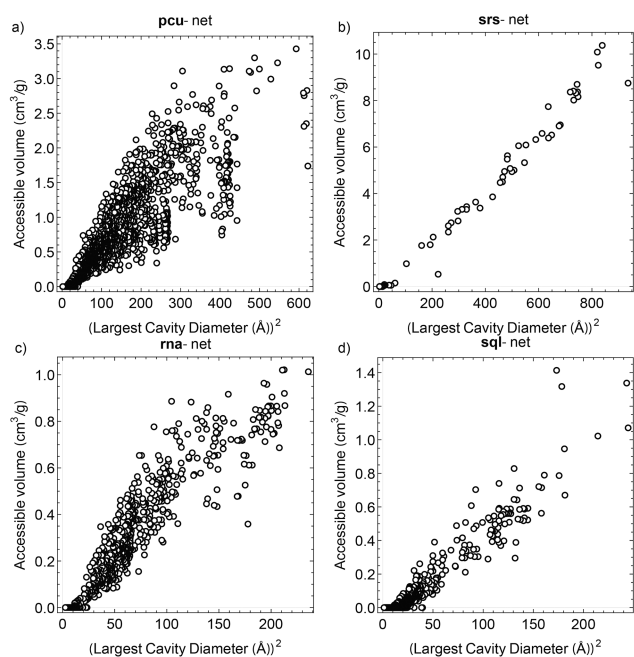 a)
pcu- net
Accessible volume (cm³/g)
3.5
3.0
2.5
2.0
1.5
1.0
0.5
0.0
0 100 200 300 400 500 600
(Largest Cavity Diameter (Å))²
b)
srs- net
Accessible volume (cm³/g)
10
8
6
4
2
0
0 200 400 600 800
(Largest Cavity Diameter (Å))²
c)
rna- net
Accessible volume (cm³/g)
1.0
0.8
0.6
0.4
0.2
0.0
0 50 100 150 200
(Largest Cavity Diameter (Å))²
d)
sql- net
Accessible volume (cm³/g)
1.4
1.2
1.0
0.8
0.6
0.4
0.2
0.0
0 50 100 150 200
(Largest Cavity Diameter (Å))²